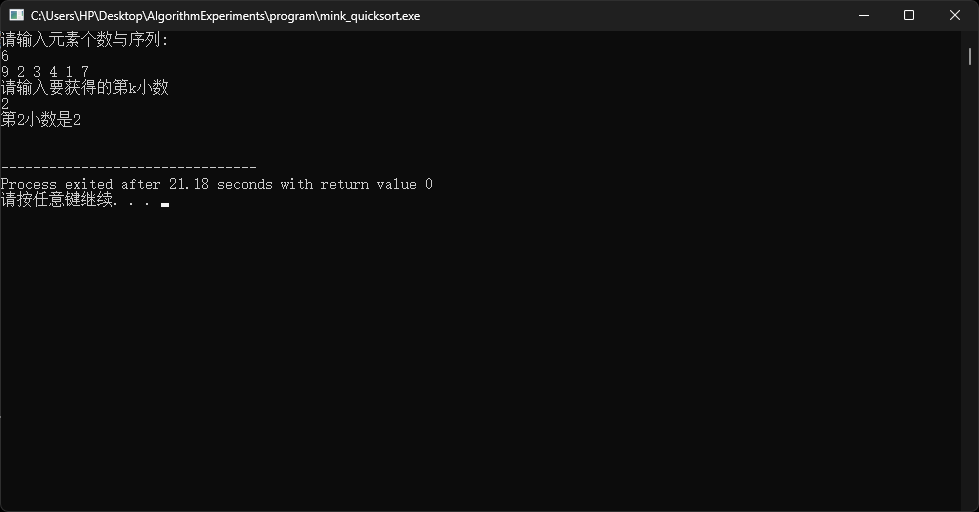 C:\Users\HP\Desktop\AlgorithmExperiments\program\mink_quicksort.exe
请输入元素个数与序列:
6
9 2 3 4 1 7
请输入要获得的第k小数
2
第2小数是2
--------------------------------
Process exited after 21.18 seconds with return value 0
请按任意键继续. . .